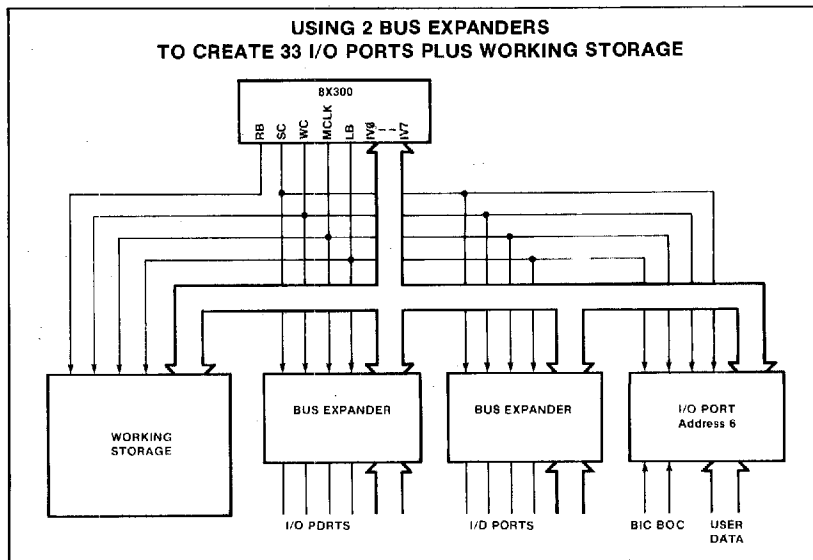 USING 2 BUS EXPANDERS
TO CREATE 33 I/O PORTS PLUS WORKING STORAGE
8X300
RB SC WC MCLK LB IV0 --- IV7
WORKING
STORAGE
BUS EXPANDER
BUS EXPANDER
I/O PORT
Address 6
I/O PDRTS
I/D PORTS
BIC BOC
USER
DATA